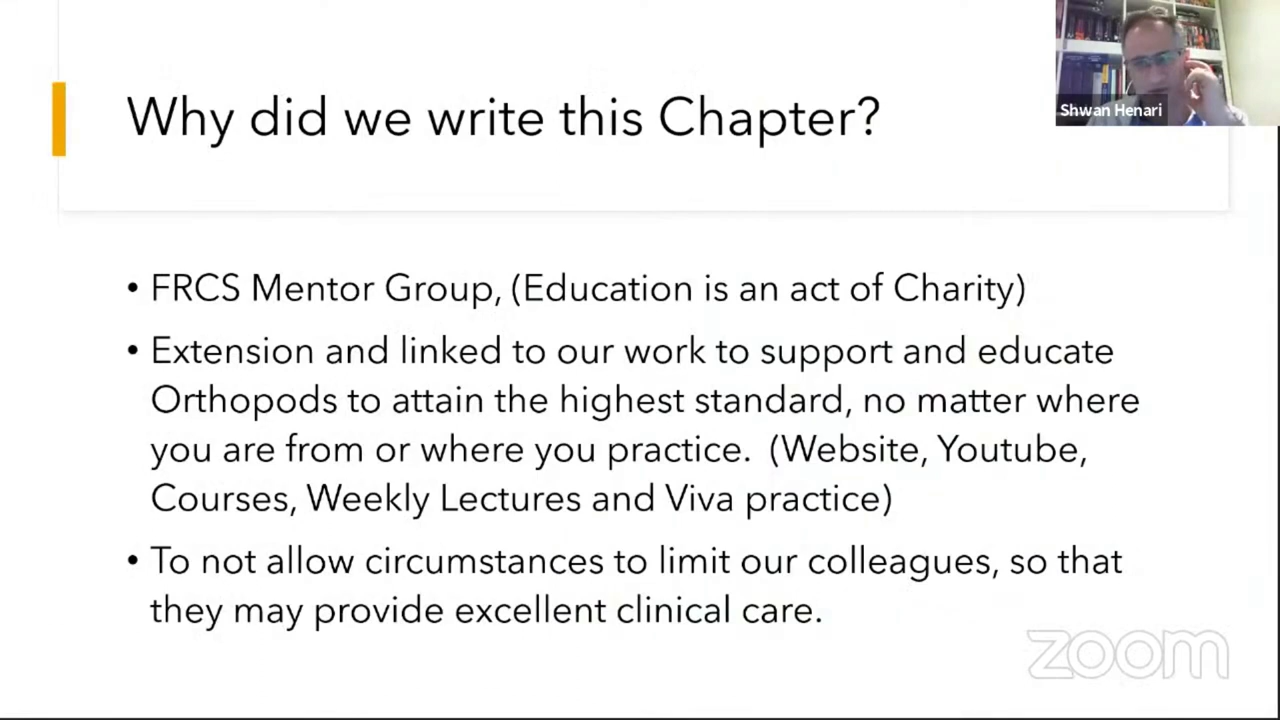 Why did we write this Chapter?
Shwan Henari
• FRCS Mentor Group, (Education is an act of Charity)
• Extension and linked to our work to support and educate
Orthopods to attain the highest standard, no matter where
you are from or where you practice. (Website, Youtube,
Courses, Weekly Lectures and Viva practice)
• To not allow circumstances to limit our colleagues, so that
they may provide excellent clinical care.
zoom